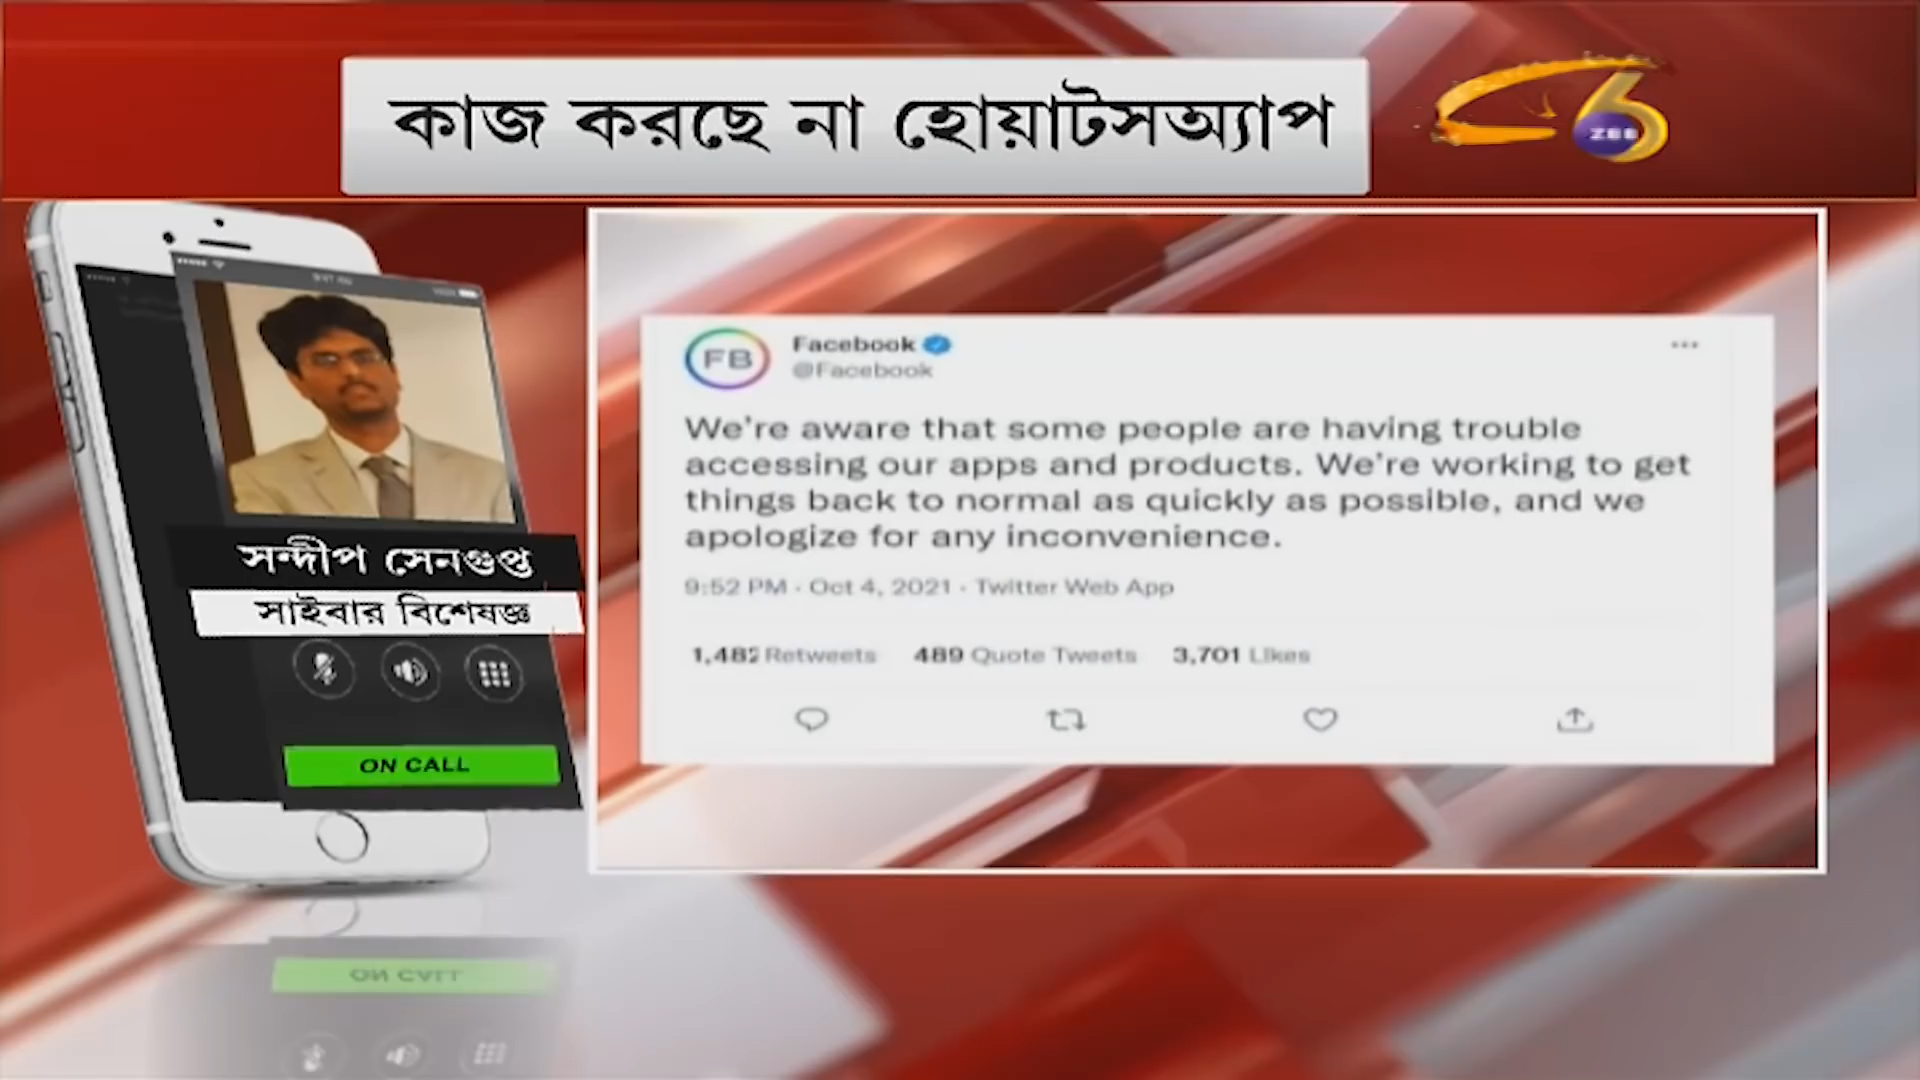 কাজ করছে না হোয়াটসঅ্যাপ
ZEE
সন্দীপ সেনগুপ্ত
সাইবার বিশেষজ্ঞ
ON CALL
FB
Facebook
@Facebook
We're aware that some people are having trouble
accessing our apps and products. We're working to get
things back to normal as quickly as possible, and we
apologize for any inconvenience.
9:52 PM · Oct 4, 2021 · Twitter Web App
Retweets 489 Quote Tweets 3,701 Likes